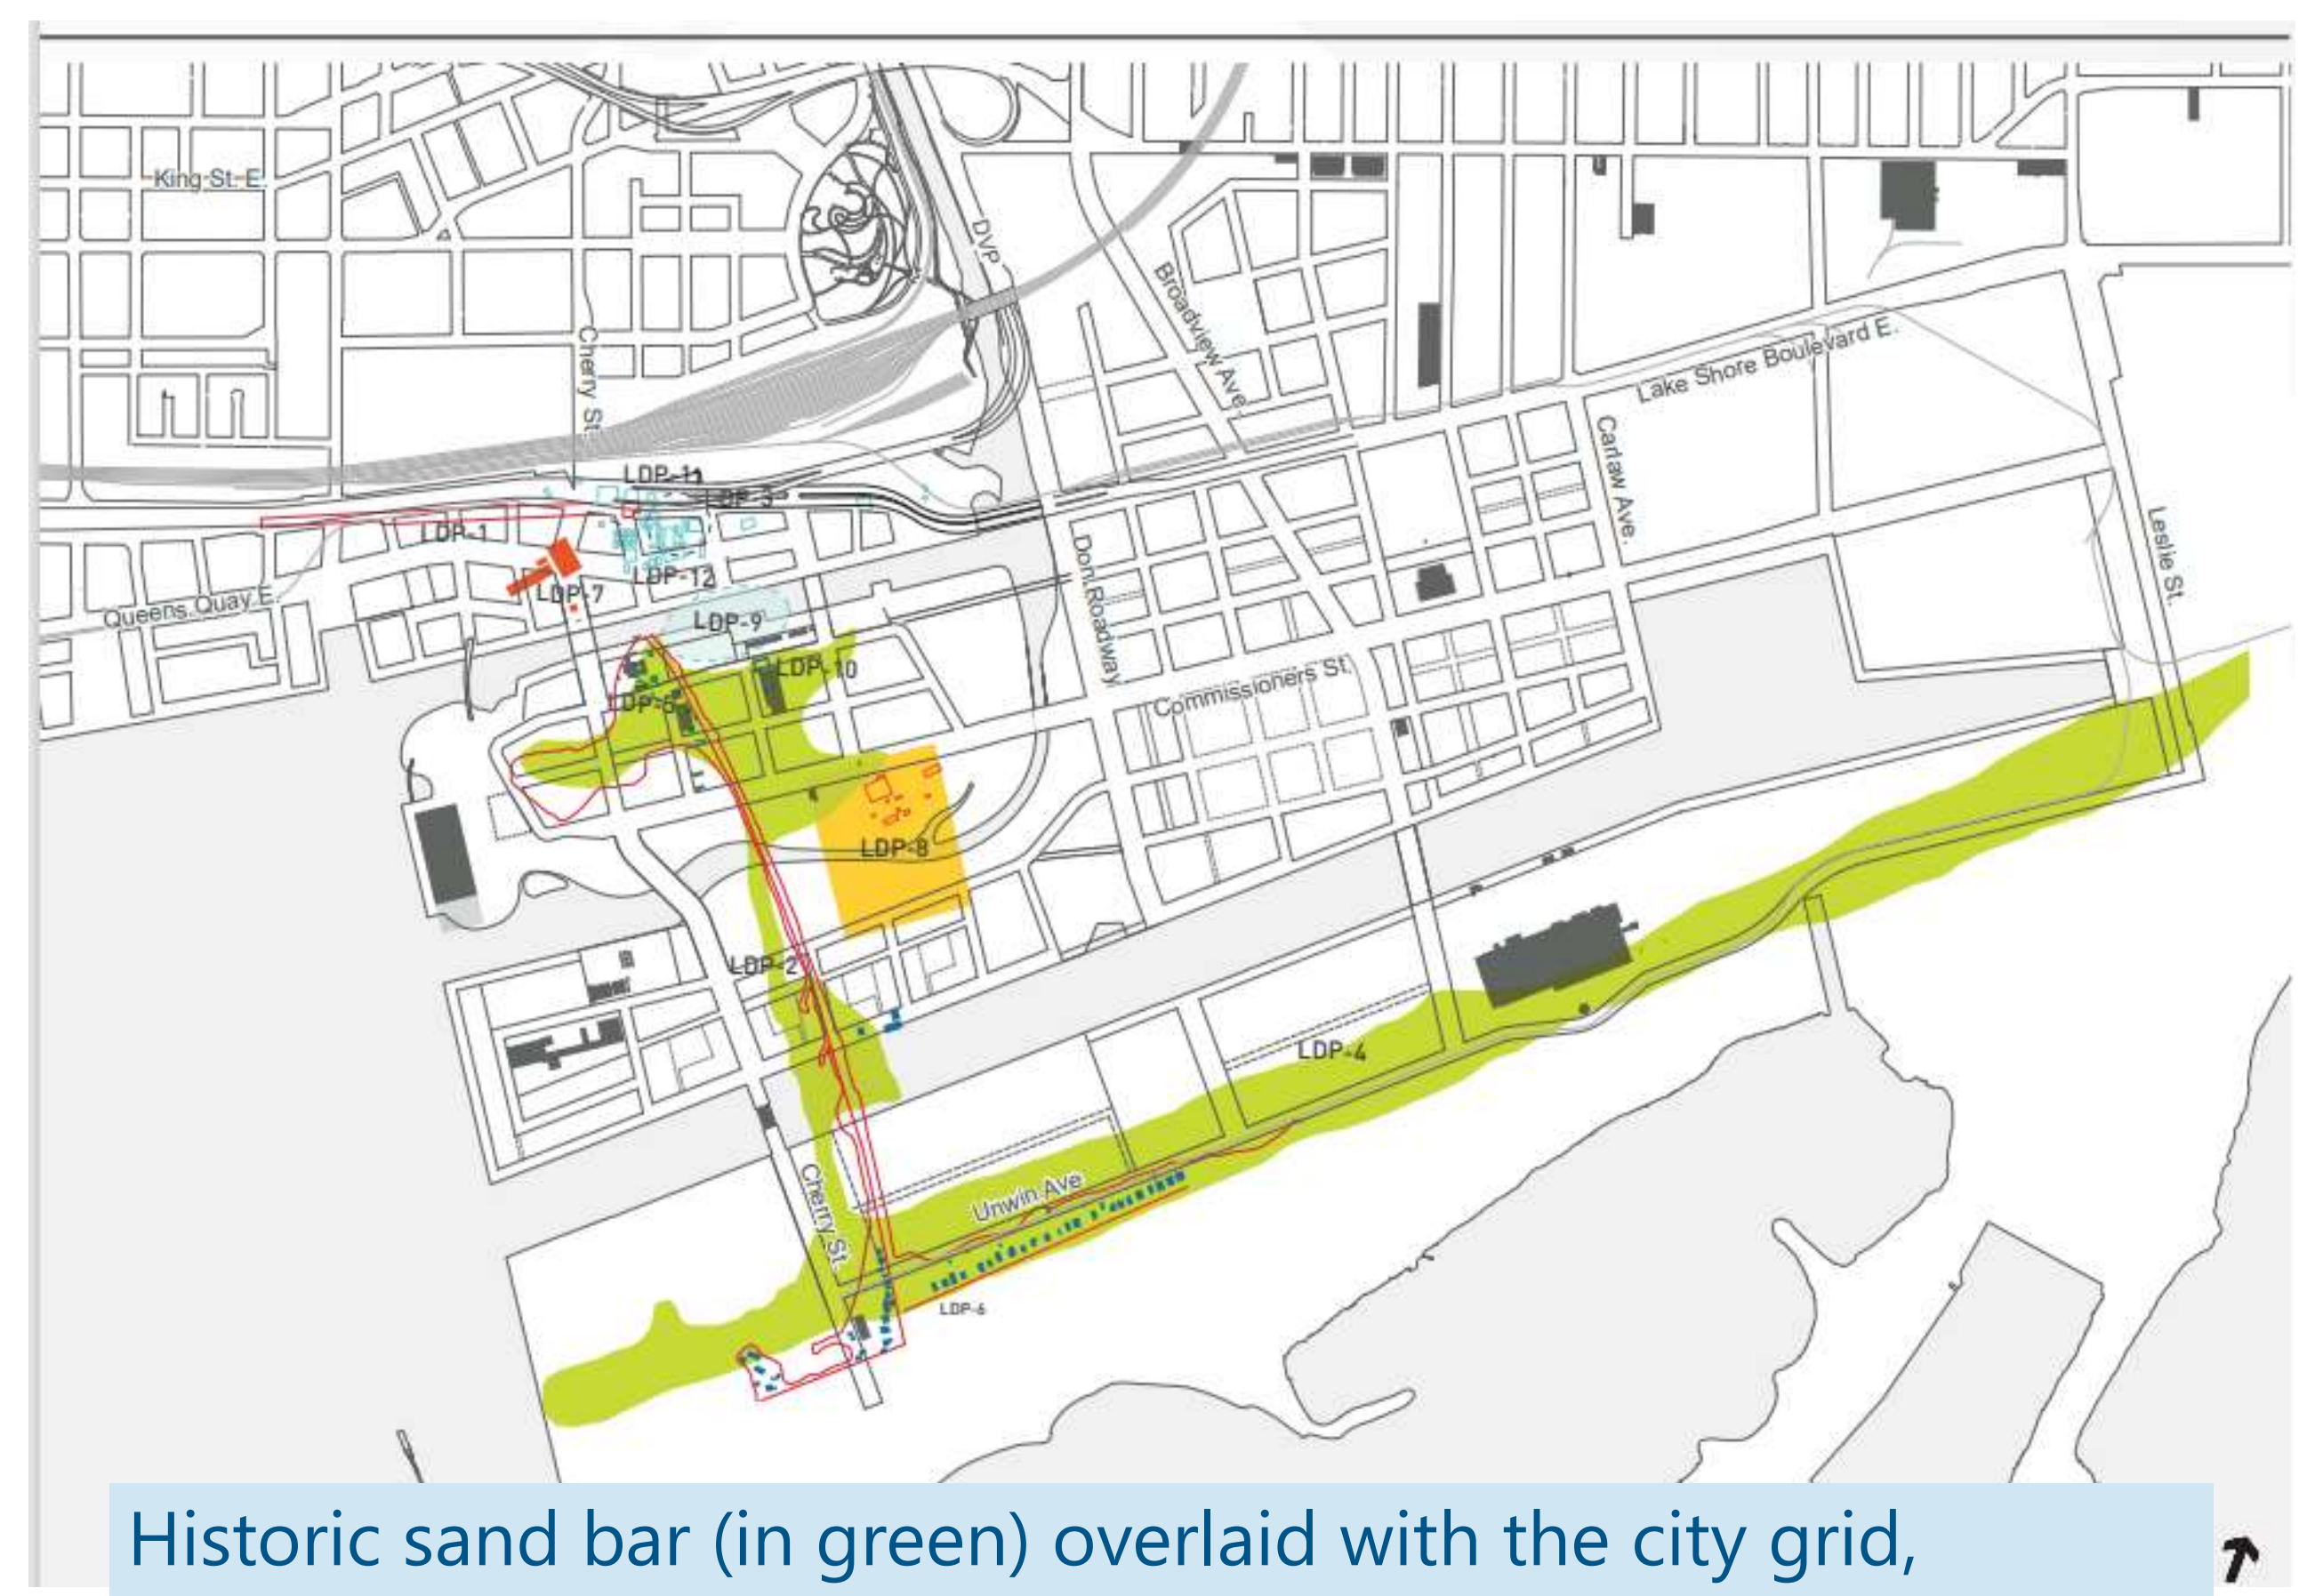 King St. E.
DVP
Broadview Ave.
Cherry St.
Lake Shore Boulevard E.
Carlaw Ave.
Leslie St.
LDP-11
LDP-3
LDP-1
LDP-12
LDP-7
Queens Quay E.
LDP-9
LDP-10
LDP-5
Don Roadway
Commissioners St.
LDP-8
LDP-2
LDP-4
Cherry St.
Unwin Ave
LDP-6
Historic sand bar (in green) overlaid with the city grid,